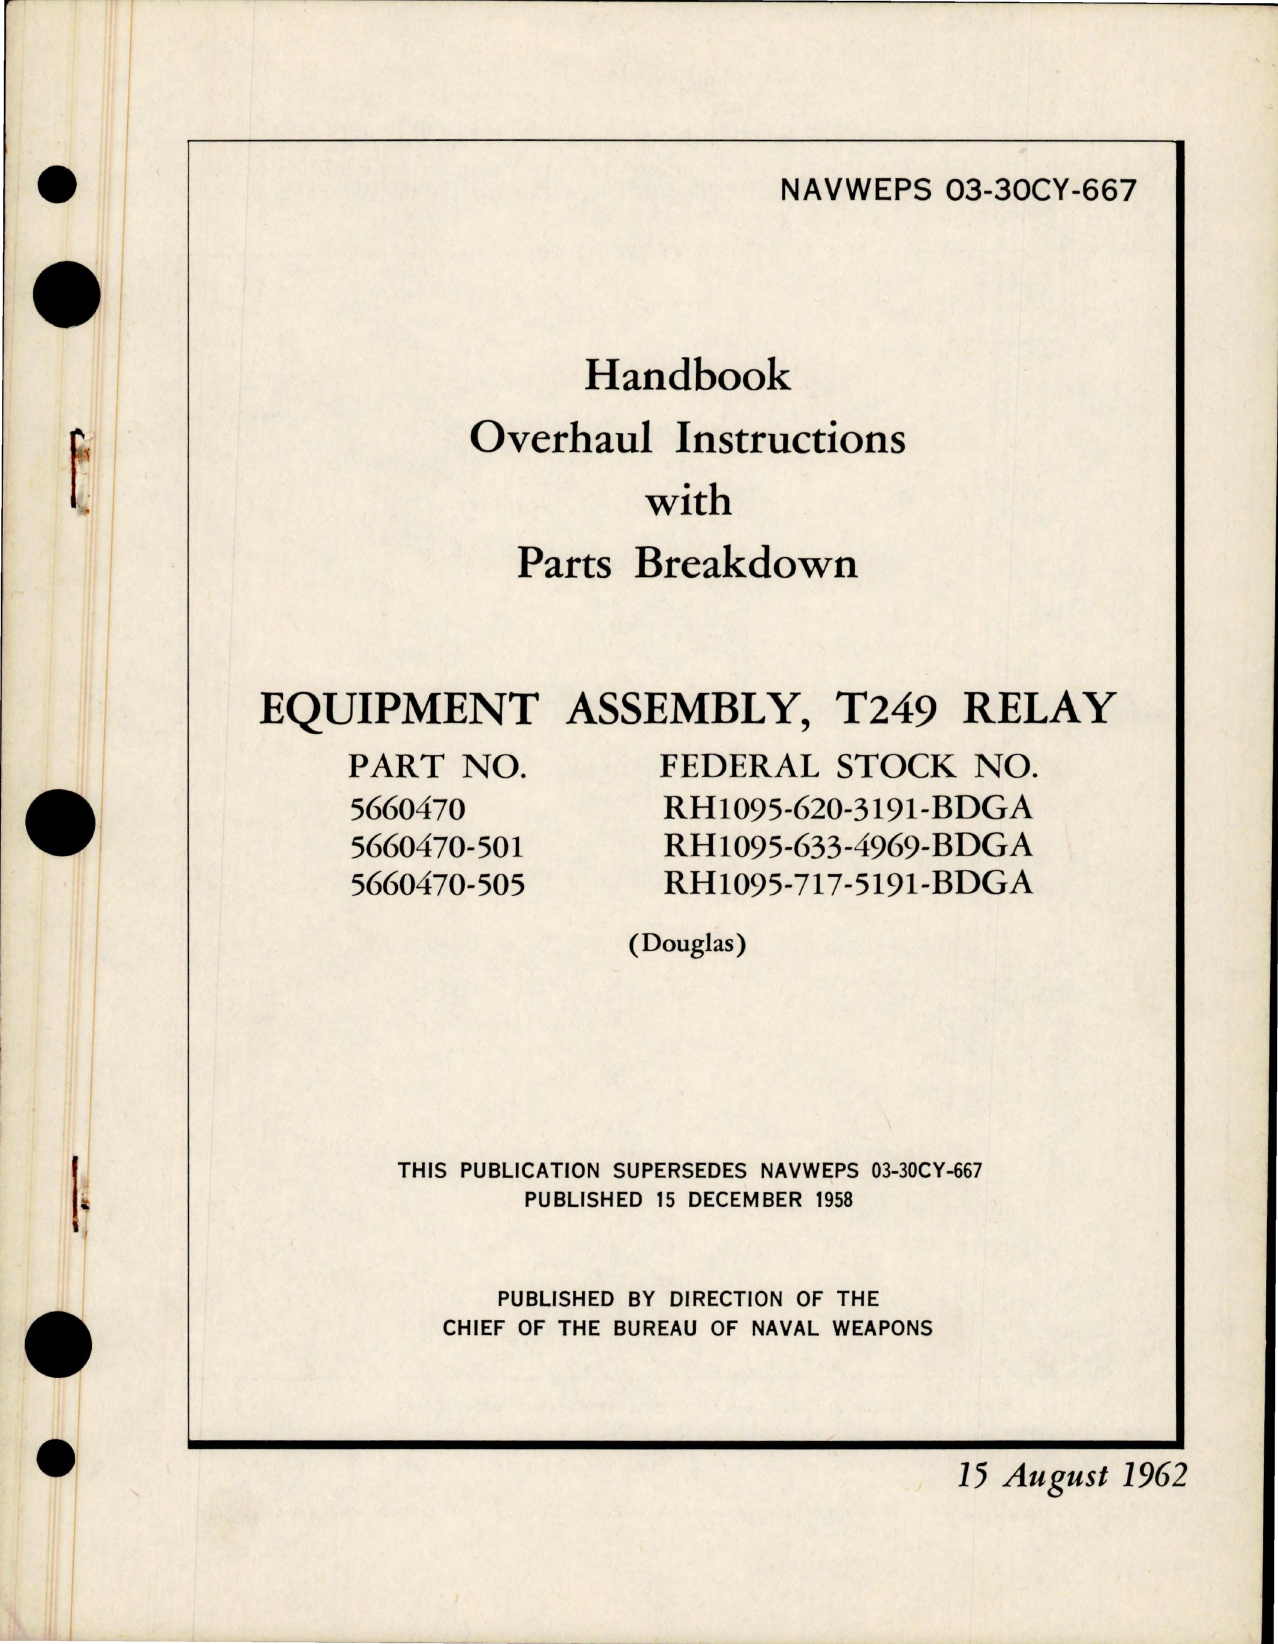 NAVWEPS 03-30CY-667
Handbook
Overhaul Instructions
with
Parts Breakdown
EQUIPMENT ASSEMBLY, T249 RELAY
PART NO. FEDERAL STOCK NO.
5660470 RH1095-620-3191-BDGA
5660470-501 RH1095-633-4969-BDGA
5660470-505 RH1095-717-5191-BDGA
(Douglas)
THIS PUBLICATION SUPERSEDES NAVWEPS 03-30CY-667
PUBLISHED 15 DECEMBER 1958
PUBLISHED BY DIRECTION OF THE
CHIEF OF THE BUREAU OF NAVAL WEAPONS
15 August 1962